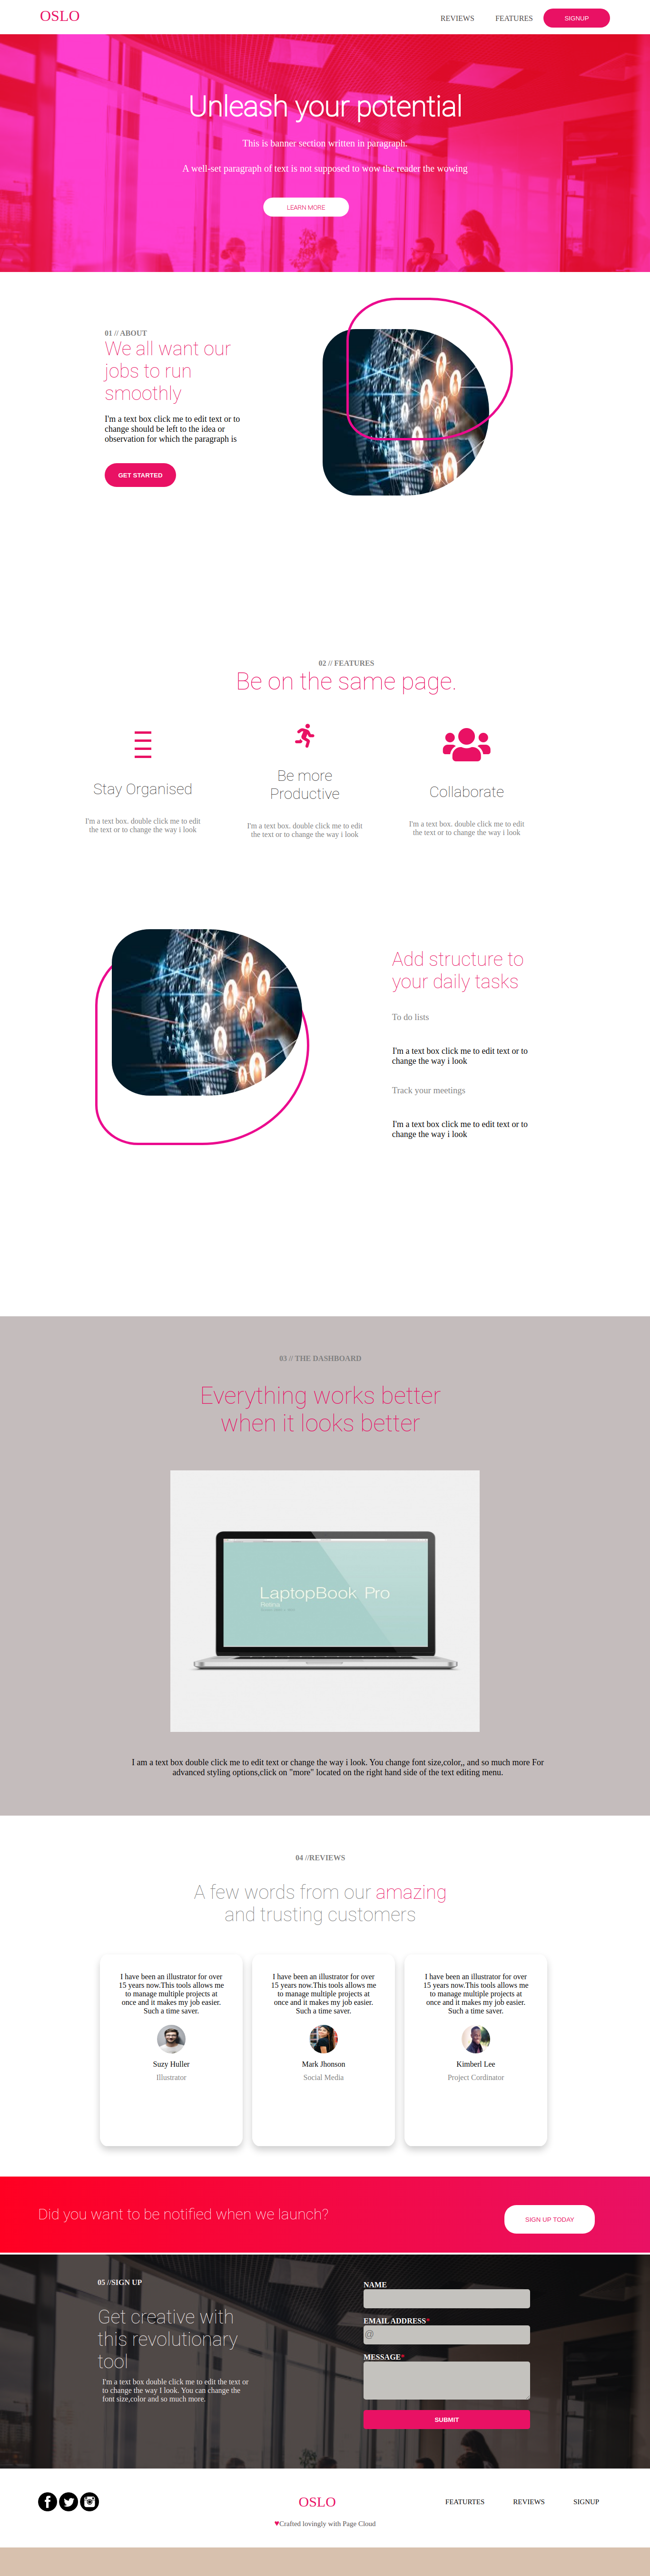 OSLO
REVIEWS FEATURES SIGNUP
Unleash your potential
This is banner section written in paragraph.
A well-set paragraph of text is not supposed to wow the reader the wowing
LEARN MORE
01 // ABOUT
We all want our
jobs to run
smoothly
I'm a text box click me to edit text or to
change should be left to the idea or
observation for which the paragraph is
GET STARTED
02 // FEATURES
Be on the same page.
Stay Organised
I'm a text box. double click me to edit
the text or to change the way i look
Be more
Productive
I'm a text box. double click me to edit
the text or to change the way i look
Collaborate
I'm a text box. double click me to edit
the text or to change the way i look
Add structure to
your daily tasks
To do lists
I'm a text box click me to edit text or to
change the way i look
Track your meetings
I'm a text box click me to edit text or to
change the way i look
03 // THE DASHBOARD
Everything works better
when it looks better
LaptopBook Pro
I am a text box double click me to edit text or change the way i look. You change font size,color,, and so much more For
advanced styling options,click on "more" located on the right hand side of the text editing menu.
04 //REVIEWS
A few words from our amazing
and trusting customers
I have been an illustrator for over
15 years now.This tools allows me
to manage multiple projects at
once and it makes my job easier.
Such a time saver.
Suzy Huller
Illustrator
I have been an illustrator for over
15 years now.This tools allows me
to manage multiple projects at
once and it makes my job easier.
Such a time saver.
Mark Jhonson
Social Media
I have been an illustrator for over
15 years now.This tools allows me
to manage multiple projects at
once and it makes my job easier.
Such a time saver.
Kimberl Lee
Project Cordinator
Did you want to be notified when we launch?
SIGN UP TODAY
05 //SIGN UP
Get creative with
this revolutionary
tool
I'm a text box double click me to edit the text or
to change the way I look. You can change the
font size,color and so much more.
NAME
EMAIL ADDRESS*
@
MESSAGE*
SUBMIT
OSLO
♥Crafted lovingly with Page Cloud
FEATURTES REVIEWS SIGNUP